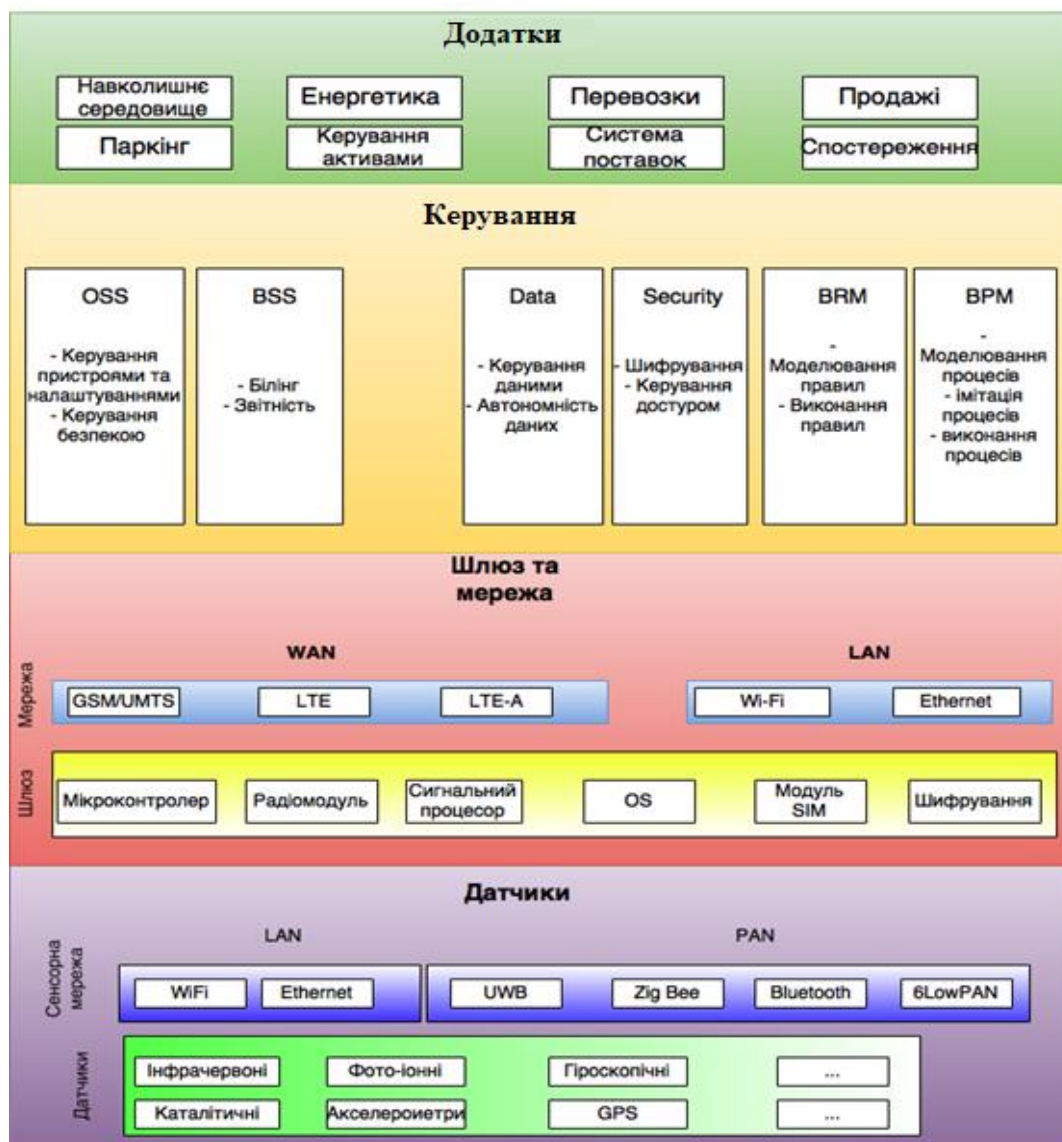 Додатки
Навколишнє
середовище
Енергетика
Перевозки
Продажі
Паркінг
Керування
активами
Система
поставок
Спостереження
Керування
OSS
- Керування
пристроями та
налаштуваннями
- Керування
безпекою
BSS
- Білінг
- Звітність
Data
- Керування
даними
- Автономність
даних
Security
- Шифрування
- Керування
достуром
BRM
-
Моделювання
правил
- Виконання
правил
BPM
-
Моделювання
процесів
- імітація
процесів
- виконання
процесів
Шлюз та
мережа
Мережа
WAN
GSM/UMTS
LTE
LTE-A
LAN
Wi-Fi
Ethernet
Шлюз
Мікроконтролер
Радіомодуль
Сигнальний
процесор
OS
Модуль
SIM
Шифрування
Датчики
Сенсорна
мережа
LAN
WiFi
Ethernet
PAN
UWB
Zig Bee
Bluetooth
6LowPAN
Датчики
Інфрачервоні
Фото-іонні
Гіроскопічні
...
Каталітичні
Акселероиетри
GPS
...